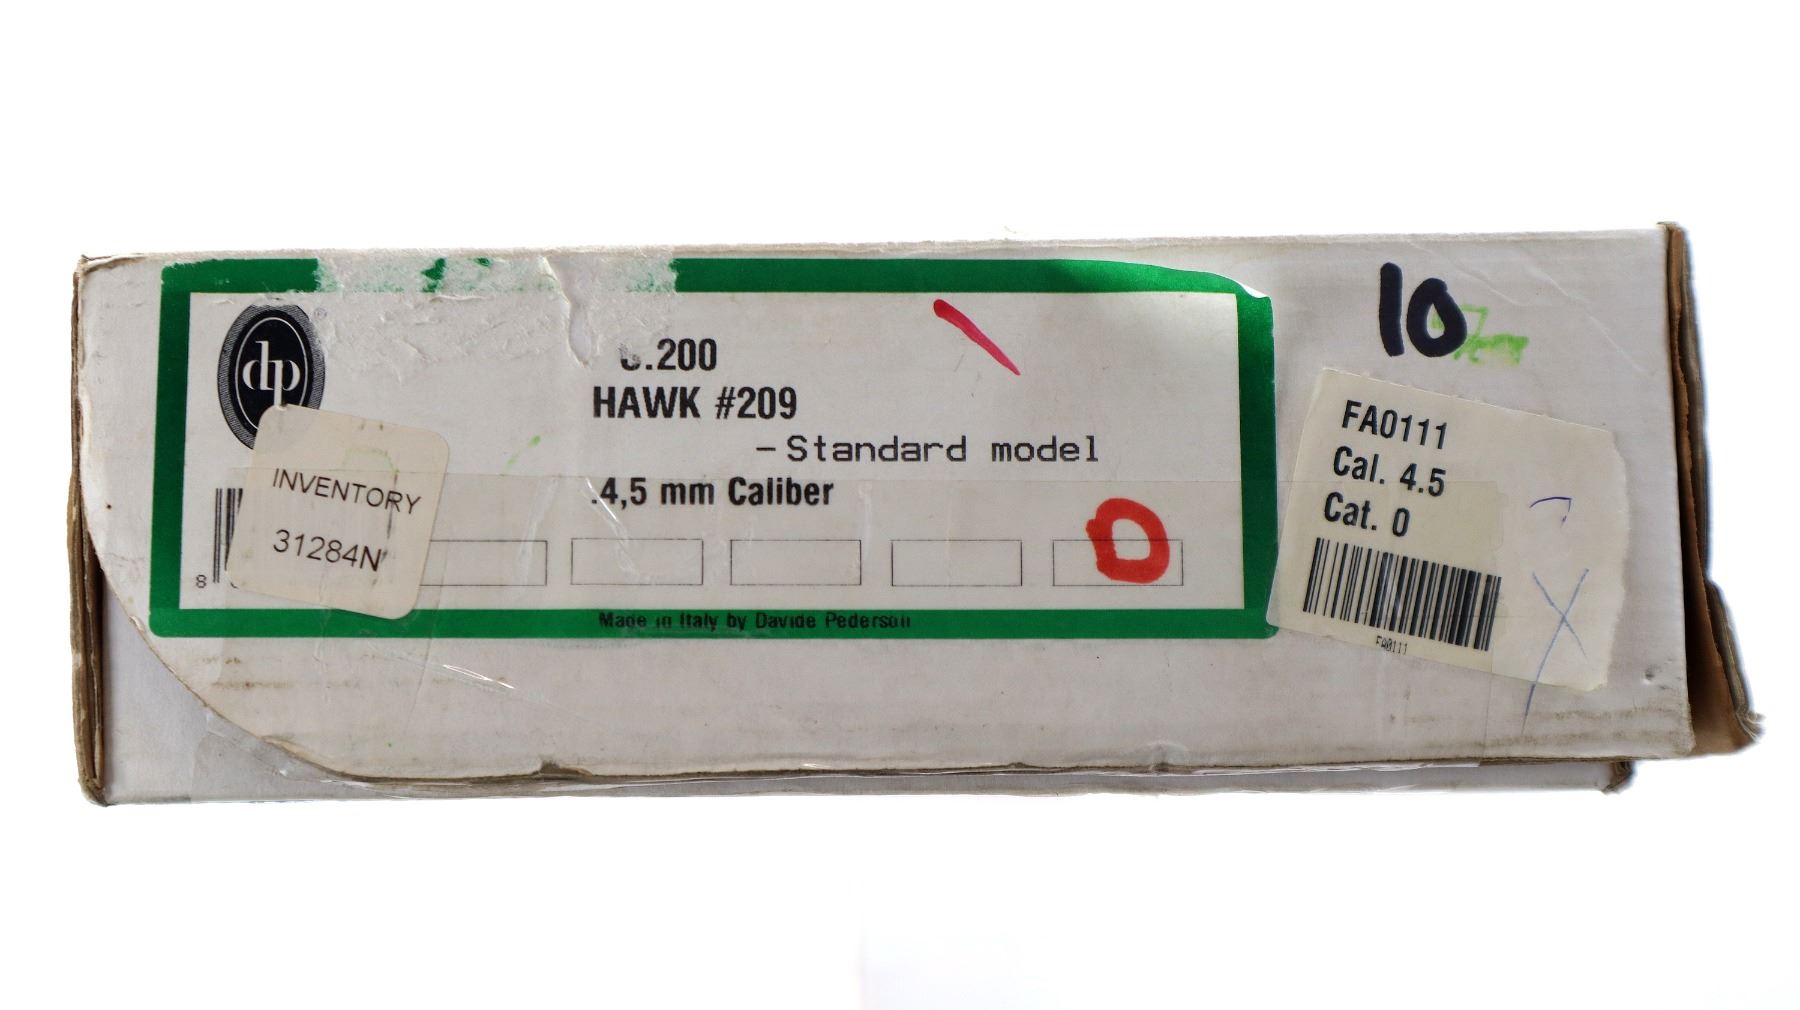 dp
.200
HAWK #209
-Standard model
.4,5 mm Caliber
INVENTORY
31284N
8
Made in Italy by Davide Pedersoli
10
FA0111
Cal. 4.5
Cat. 0
FA0111